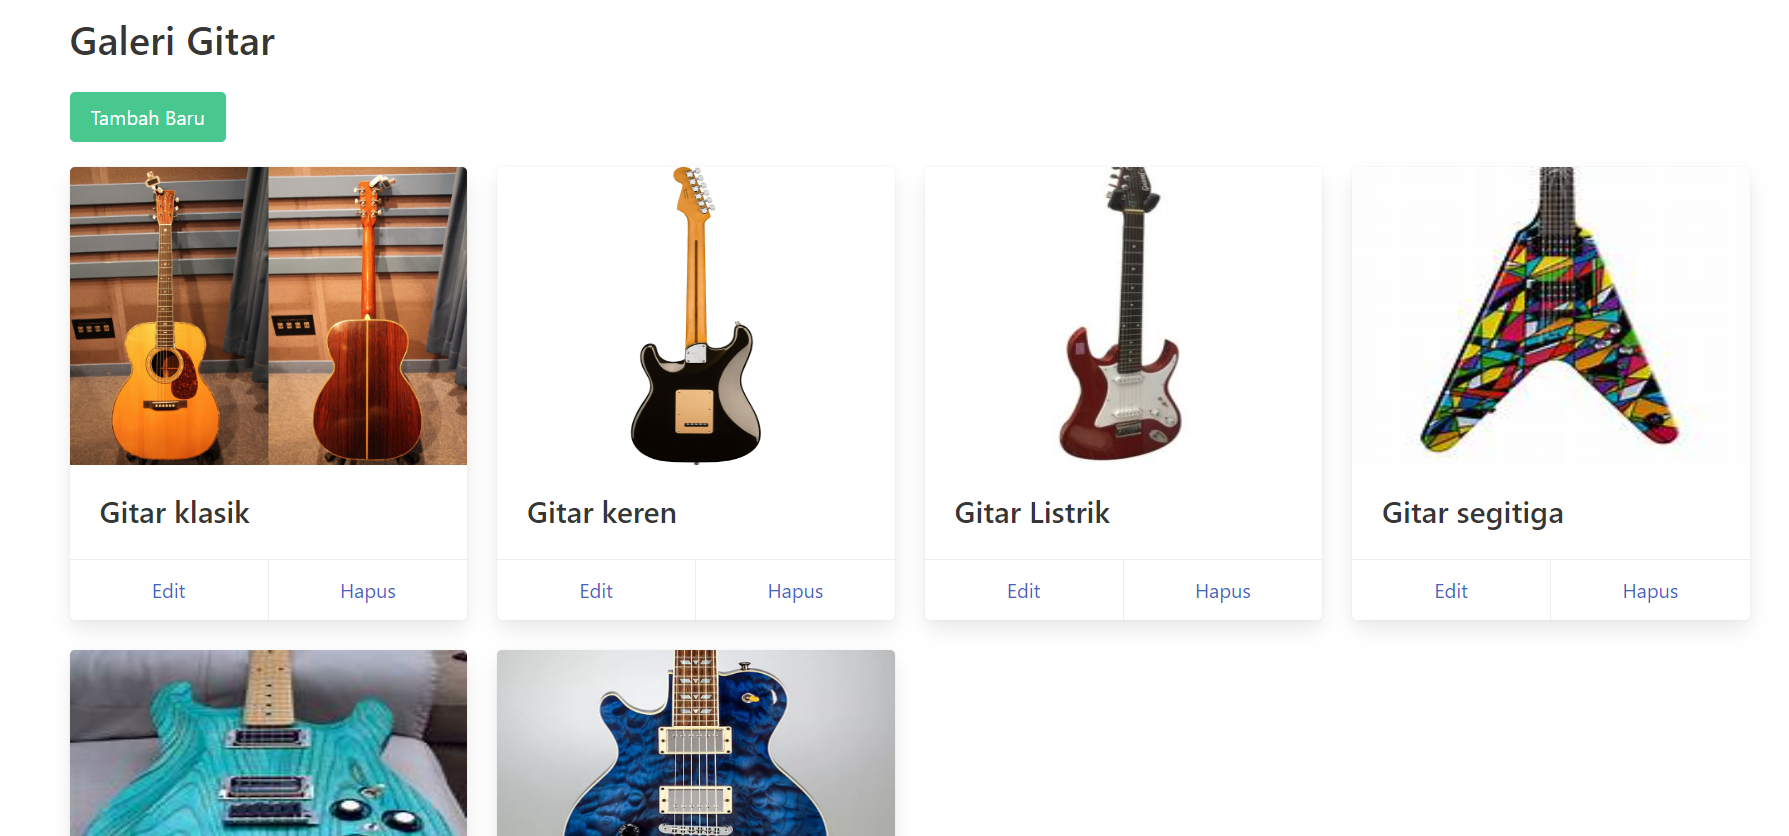 Galeri Gitar
Tambah Baru
Gitar klasik
Gitar keren
Gitar Listrik
Gitar segitiga
Edit
Hapus
Edit
Hapus
Edit
Hapus
Edit
Hapus